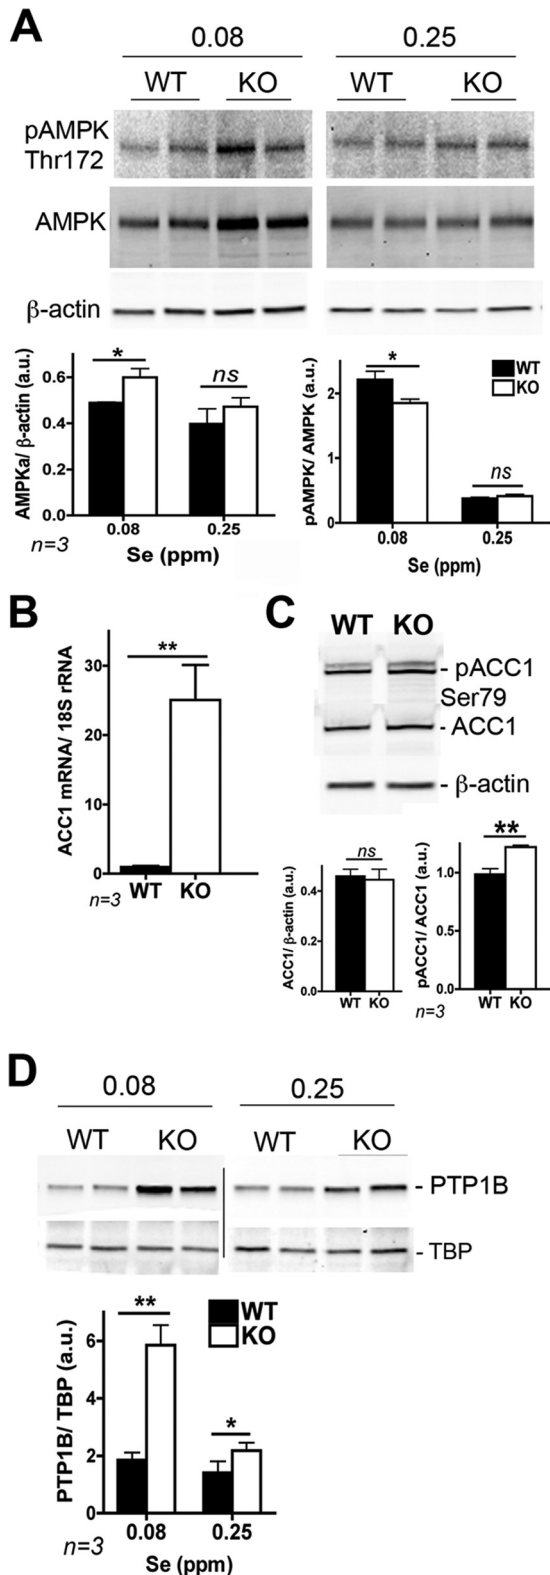 A
0.08 0.25
WT KO WT KO
pAMPK
Thr172
AMPK
β-actin
AMPKa/ β-actin (a.u.)
0.6
0.4
0.2
0.0
* ns
0.08 0.25
Se (ppm)
n=3
pAMPK/ AMPK (a.u.)
2
1
0
* ns
WT
KO
0.08 0.25
Se (ppm)
B
ACC1 mRNA/ 18S rRNA
30
20
10
0
**
WT KO
n=3
C
WT KO
- pACC1
Ser79
- ACC1
- β-actin
ACC1/ β-actin (a.u.)
0.4
0.2
0.0
ns
WT KO
pACC1/ ACC1 (a.u.)
1.0
0.5
0.0
**
WT KO
n=3
D
0.08 0.25
WT KO WT KO
- PTP1B
- TBP
PTP1B/ TBP (a.u.)
6
4
2
0
** *
WT
KO
0.08 0.25
n=3
Se (ppm)